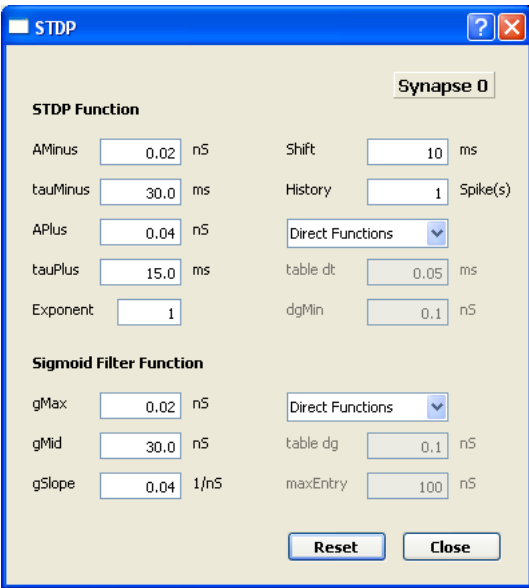 STDP
Synapse 0
STDP Function
AMinus 0.02 nS Shift 10 ms
tauMinus 30.0 ms History 1 Spike(s)
APlus 0.04 nS Direct Functions
tauPlus 15.0 ms table dt 0.05 ms
Exponent 1 dgMin 0.1 nS
Sigmoid Filter Function
gMax 0.02 nS Direct Functions
gMid 30.0 nS table dg 0.1 nS
gSlope 0.04 1/nS maxEntry 100 nS
Reset Close